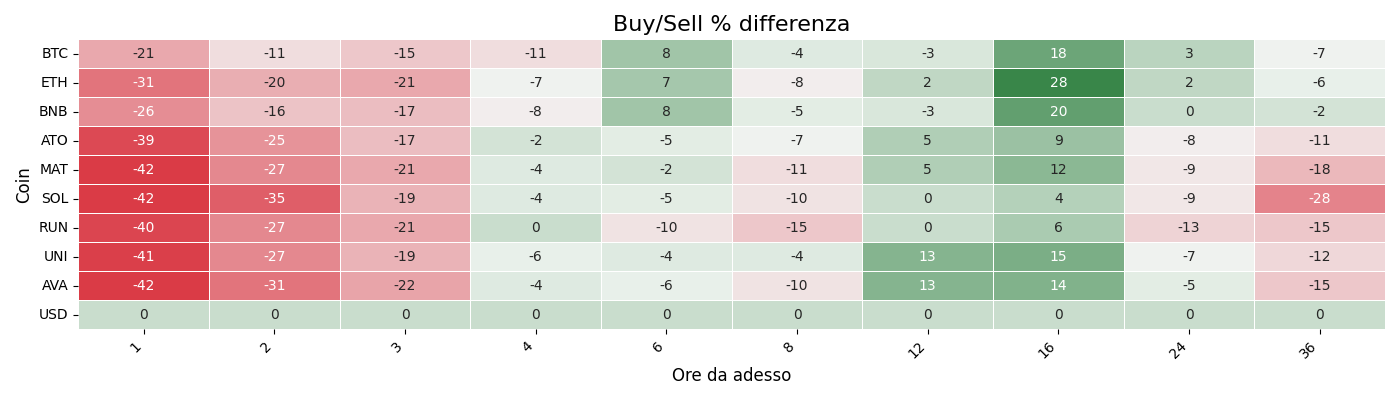 Buy/Sell % differenza
BTC -21 -11 -15 -11 8 -4 -3 18 3 -7
ETH -31 -20 -21 -7 7 -8 2 28 2 -6
BNB -26 -16 -17 -8 8 -5 -3 20 0 -2
ATO -39 -25 -17 -2 -5 -7 5 9 -8 -11
MAT -42 -27 -21 -4 -2 -11 5 12 -9 -18
SOL -42 -35 -19 -4 -5 -10 0 4 -9 -28
RUN -40 -27 -21 0 -10 -15 0 6 -13 -15
UNI -41 -27 -19 -6 -4 -4 13 15 -7 -12
AVA -42 -31 -22 -4 -6 -10 13 14 -5 -15
USD 0 0 0 0 0 0 0 0 0 0
Coin
1 2 3 4 6 8 12 16 24 36
Ore da adesso